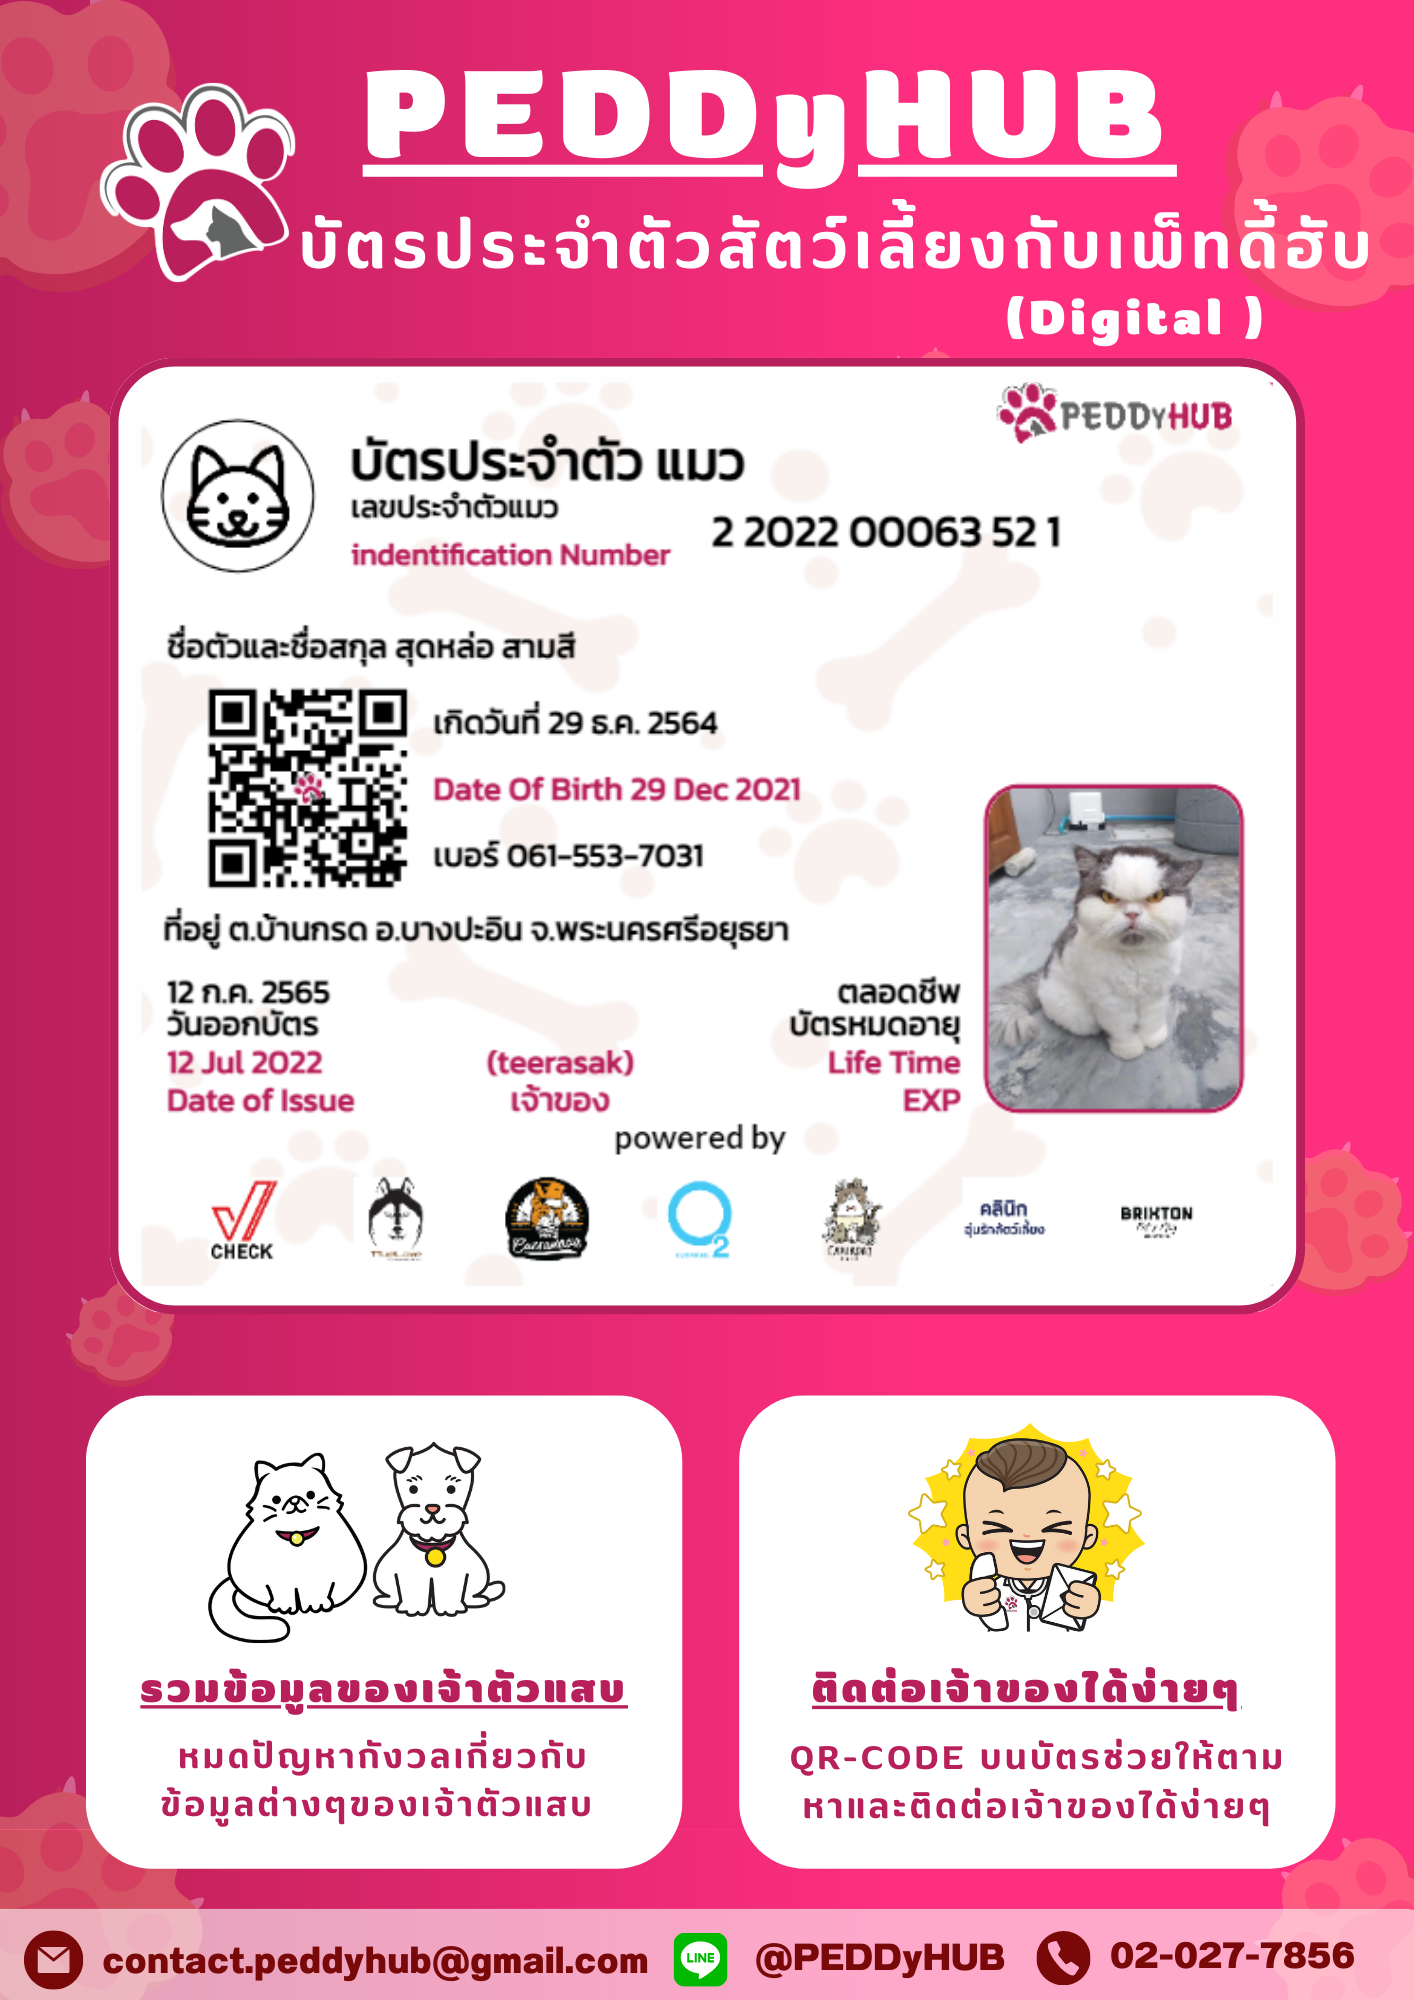 PEDDyHUB
บัตรประจำตัวสัตว์เลี้ยงกับเพ็ทดี้ฮับ
(Digital )
PEDDyHUB
บัตรประจำตัว แมว
เลขประจำตัวแมว
indentification Number
2 2022 00063 52 1
ชื่อตัวและชื่อสกุล สุดหล่อ สามสี
เกิดวันที่ 29 ธ.ค. 2564
Date Of Birth 29 Dec 2021
เบอร์ 061-553-7031
ที่อยู่ ต.บ้านกรด อ.บางปะอิน จ.พระนครศรีอยุธยา
12 ก.ค. 2565
วันออกบัตร
12 Jul 2022
Date of Issue
(teerasak)
เจ้าของ
ตลอดชีพ
บัตรหมดอายุ
Life Time
EXP
powered by
CHECK
O2
คลินิก
อุ่นรักสัตว์เลี้ยง
BRIXTON
รวมข้อมูลของเจ้าตัวแสบ
หมดปัญหากังวลเกี่ยวกับ
ข้อมูลต่างๆของเจ้าตัวแสบ
ติดต่อเจ้าของได้ง่ายๆ
QR-CODE บนบัตรช่วยให้ตาม
หาและติดต่อเจ้าของได้ง่ายๆ
contact.peddyhub@gmail.com
LINE
@PEDDyHUB
02-027-7856